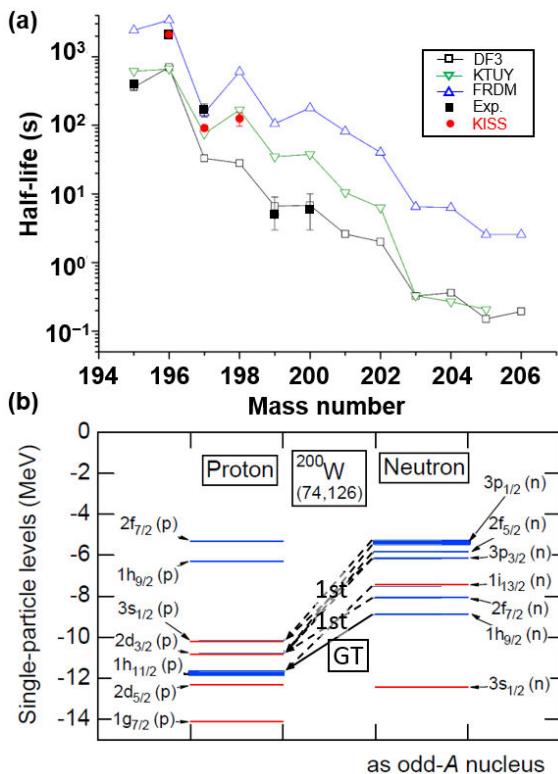 (a)
Half-life (s)
10³
10²
10¹
10⁰
10⁻¹
DF3
KTUY
FRDM
Exp.
KISS
194 196 198 200 202 204 206
Mass number
(b)
Single-particle levels (MeV)
0
-2
-4
-6
-8
-10
-12
-14
Proton
²⁰⁰W
(74,126)
Neutron
2f₇/₂ (p)
1h₉/₂ (p)
3s₁/₂ (p)
2d₃/₂ (p)
1h₁₁/₂ (p)
2d₅/₂ (p)
1g₇/₂ (p)
1st
1st
GT
3p₁/₂ (n)
2f₅/₂ (n)
3p₃/₂ (n)
1i₁₃/₂ (n)
2f₇/₂ (n)
1h₉/₂ (n)
3s₁/₂ (n)
as odd-A nucleus